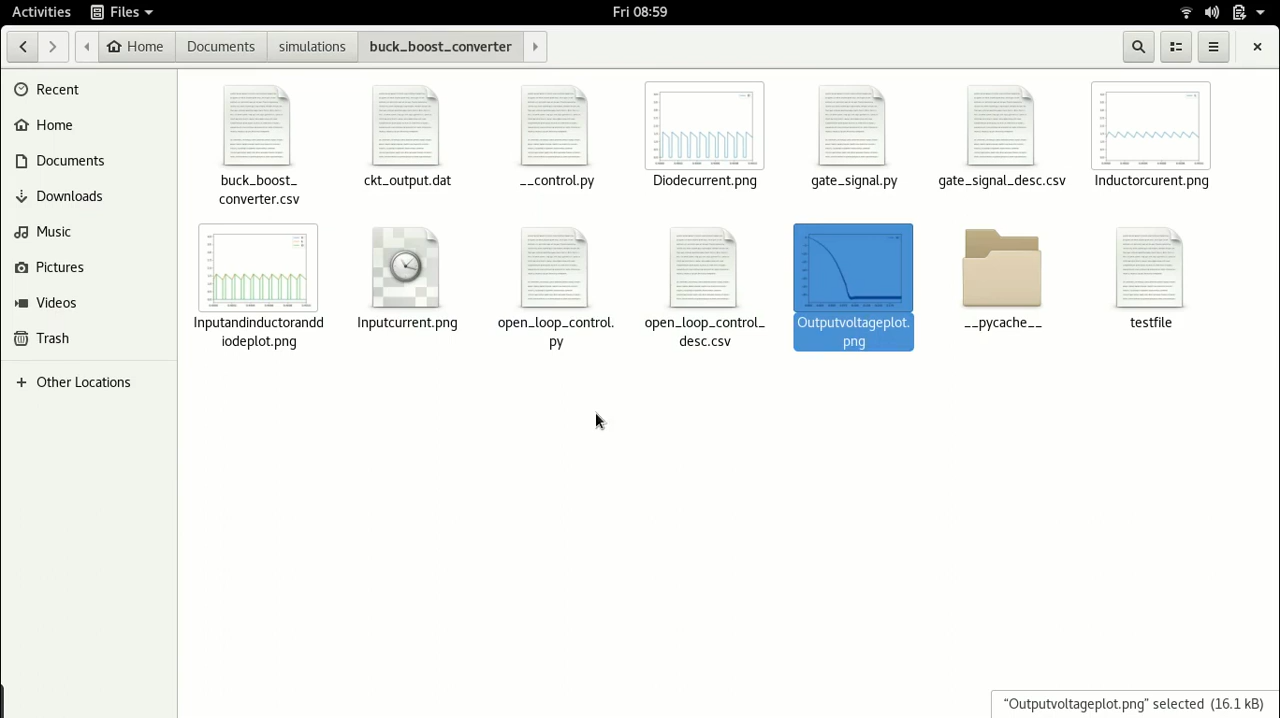 Activities Files Fri 08:59
Home Documents simulations buck_boost_converter
Recent
Home
Documents
Downloads
Music
Pictures
Videos
Trash
Other Locations
buck_boost_
converter.csv
ckt_output.dat
__control.py
Diodecurrent.png
gate_signal.py
gate_signal_desc.csv
Inductorcurent.png
Inputandinductorandd
iodeplot.png
Inputcurrent.png
open_loop_control.
py
open_loop_control_
desc.csv
Outputvoltageplot.
png
__pycache__
testfile
“Outputvoltageplot.png” selected (16.1 kB)